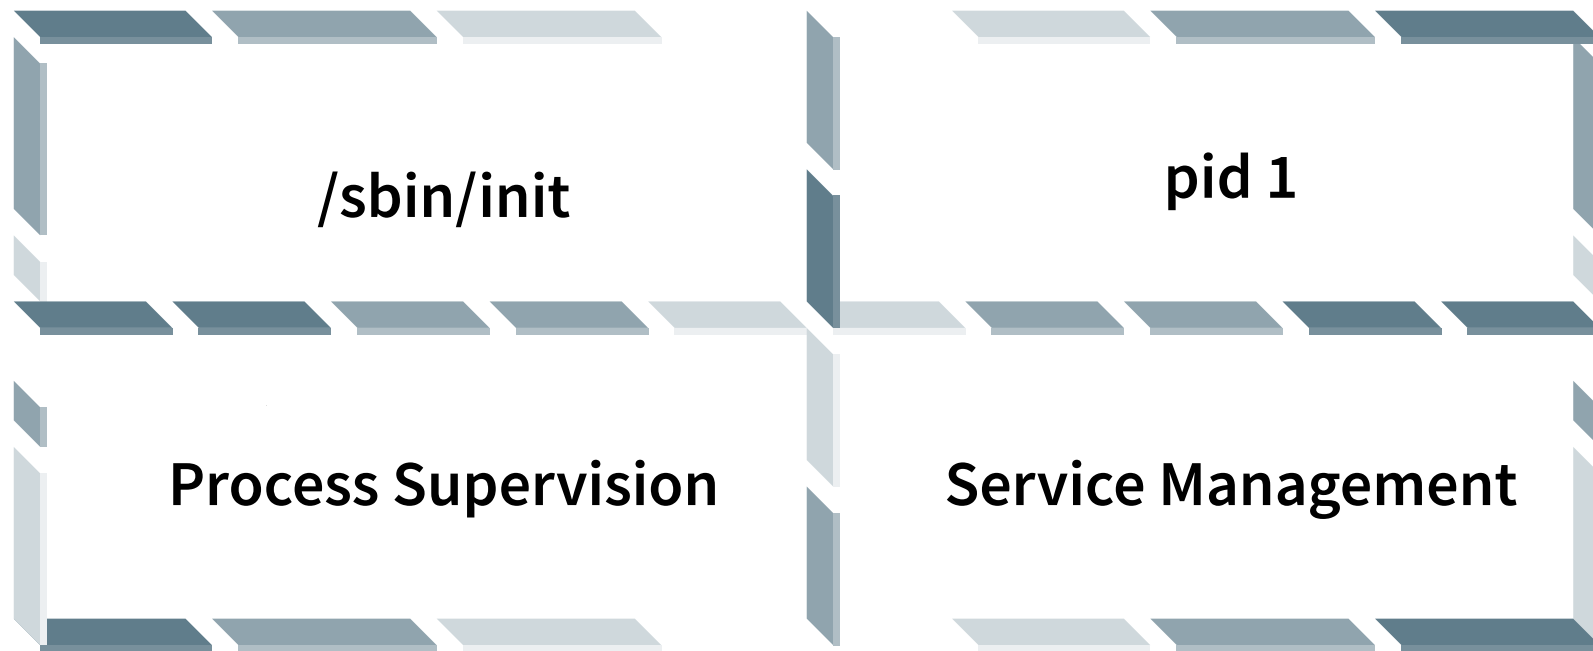 /sbin/init
pid 1
Process Supervision
Service Management